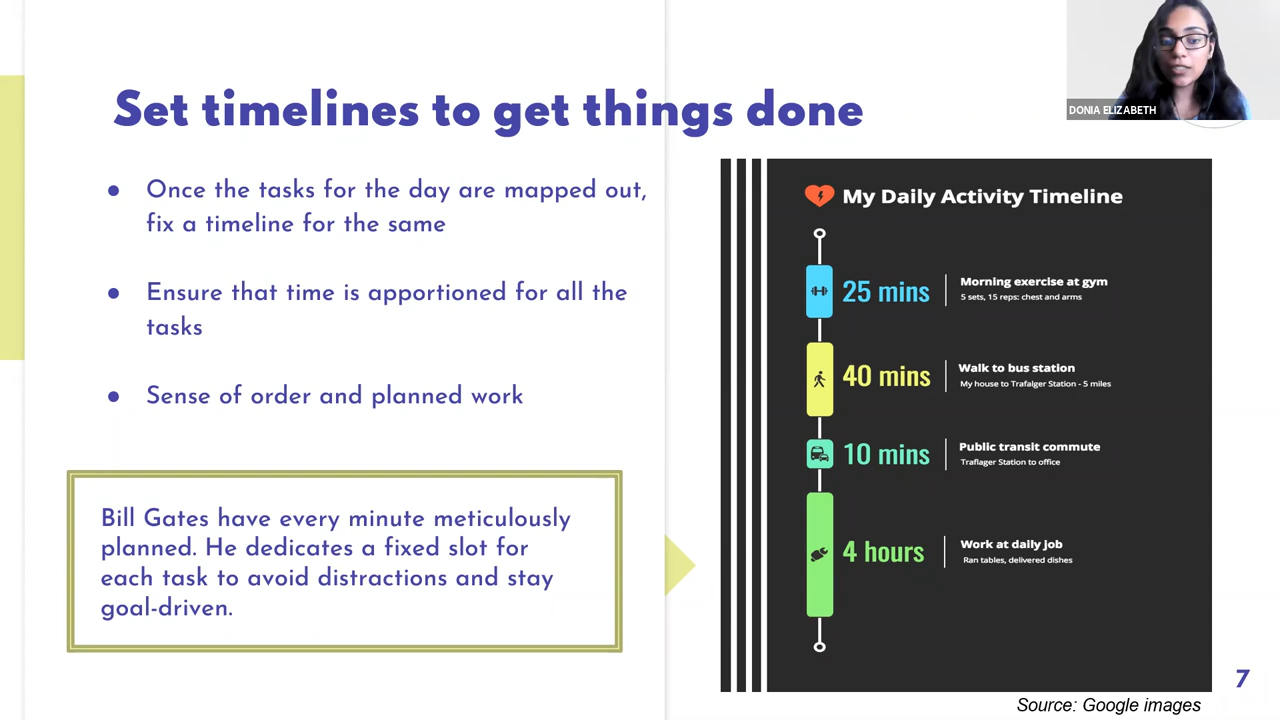 DONIA ELIZABETH
Set timelines to get things done
● Once the tasks for the day are mapped out,
fix a timeline for the same
● Ensure that time is apportioned for all the
tasks
● Sense of order and planned work
Bill Gates have every minute meticulously
planned. He dedicates a fixed slot for
each task to avoid distractions and stay
goal-driven.
My Daily Activity Timeline
25 mins
Morning exercise at gym
5 sets, 15 reps: chest and arms
40 mins
Walk to bus station
My house to Trafalger Station - 5 miles
10 mins
Public transit commute
Traflager Station to office
4 hours
Work at daily job
Ran tables, delivered dishes
7
Source: Google images